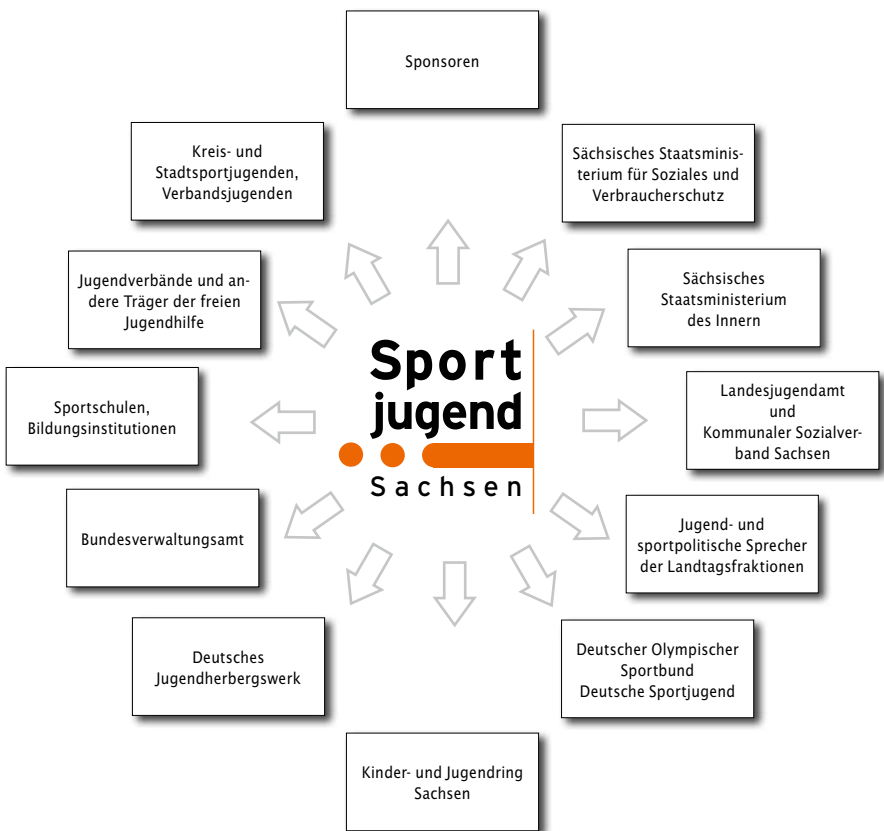 Sponsoren
Kreis- und
Stadtsportjugenden,
Verbandsjugenden
Sächsisches Staatsminis-
terium für Soziales und
Verbraucherschutz
Jugendverbände und an-
dere Träger der freien
Jugendhilfe
Sächsisches
Staatsministerium
des Innern
Sport
jugend
Sachsen
Sportschulen,
Bildungsinstitutionen
Landesjugendamt
und
Kommunaler Sozialver-
band Sachsen
Bundesverwaltungsamt
Jugend- und
sportpolitische Sprecher
der Landtagsfraktionen
Deutsches
Jugendherbergswerk
Deutscher Olympischer
Sportbund
Deutsche Sportjugend
Kinder- und Jugendring
Sachsen